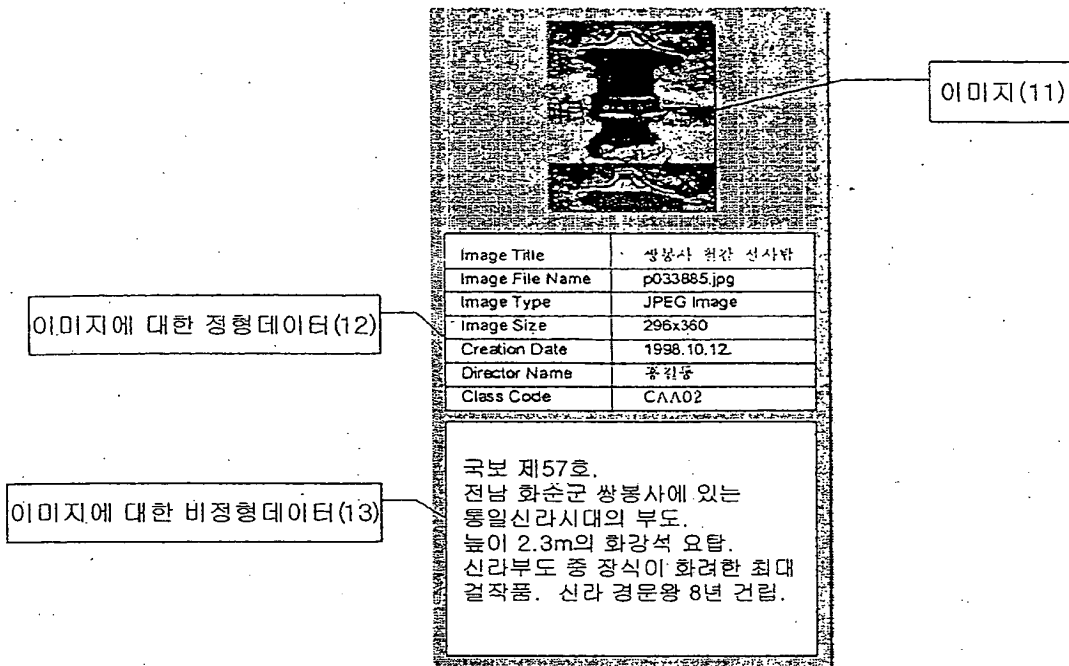 이미지(11)
Image Title 쌍봉사 철감 선사탑
Image File Name p033885.jpg
Image Type JPEG Image
Image Size 296x360
Creation Date 1998.10.12.
Director Name 홍길동
Class Code CAA02
이미지에 대한 정형데이터(12)
이미지에 대한 비정형데이터(13)
국보 제57호.
전남 화순군 쌍봉사에 있는
통일신라시대의 부도.
높이 2.3m의 화강석 요탑.
신라부도 중 장식이 화려한 최대
걸작품. 신라 경문왕 8년 건립.